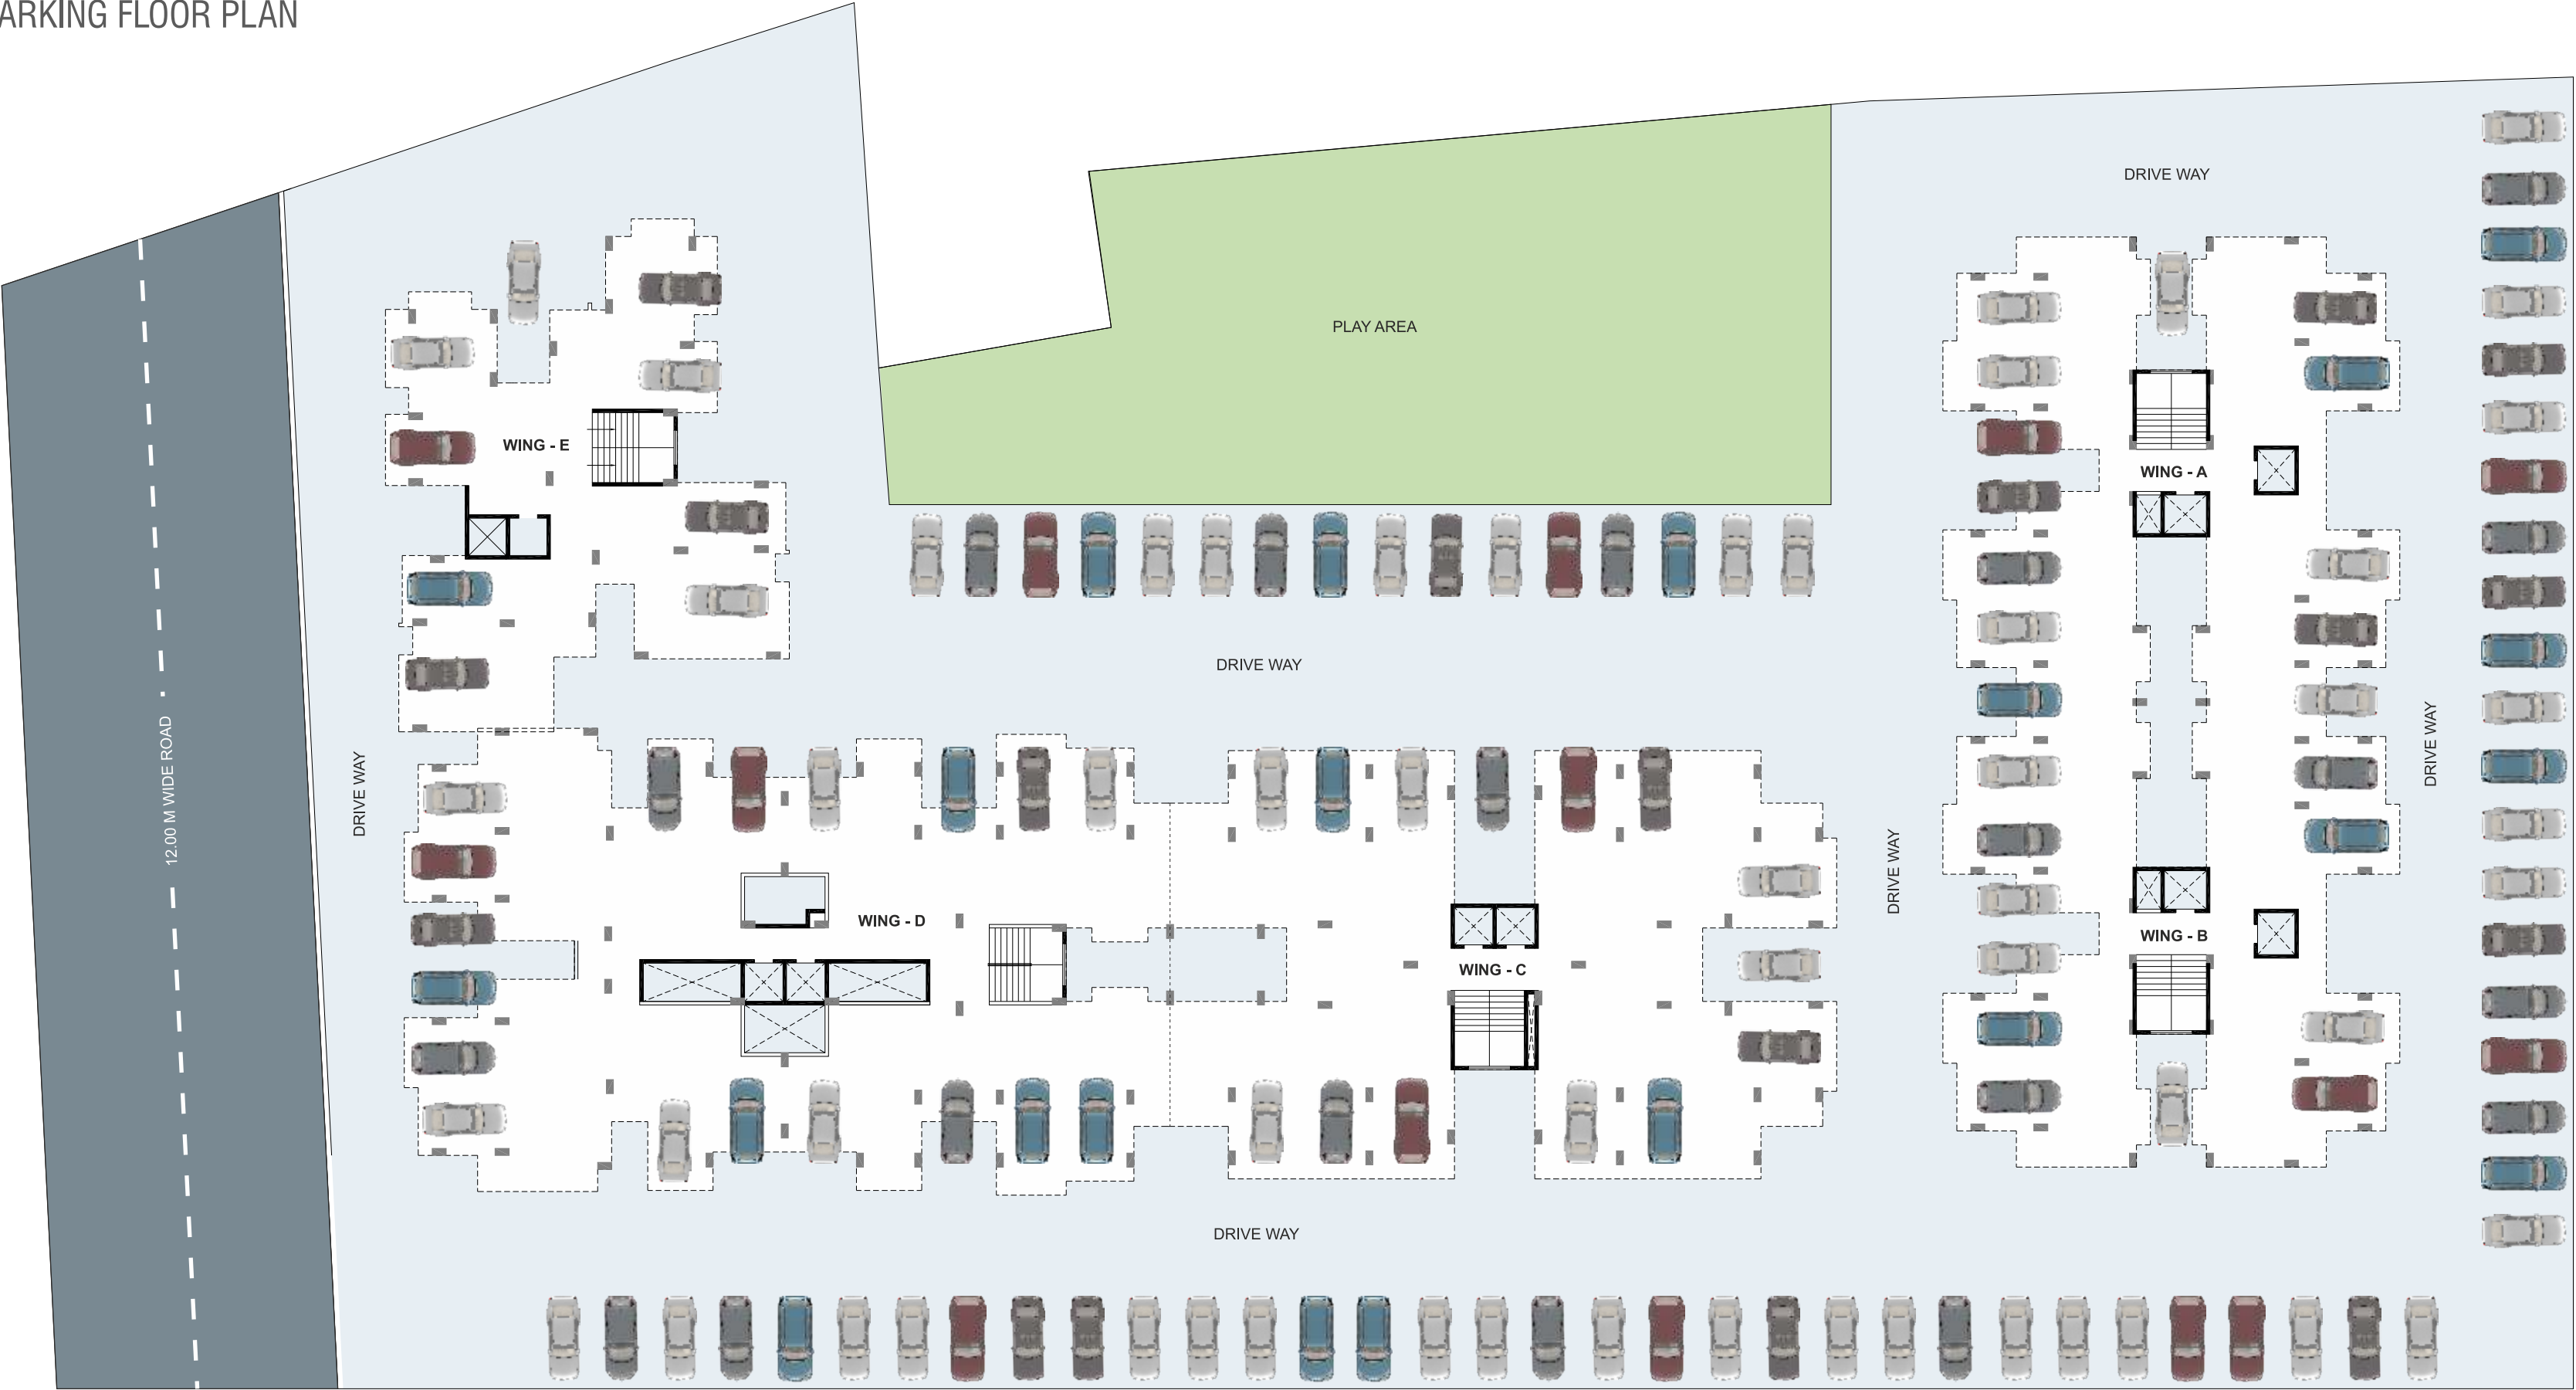 ARKING FLOOR PLAN
DRIVE WAY
PLAY AREA
WING - E
WING - A
DRIVE WAY
12.00 M WIDE ROAD
DRIVE WAY
DRIVE WAY
DRIVE WAY
WING - D
WING - B
WING - C
DRIVE WAY